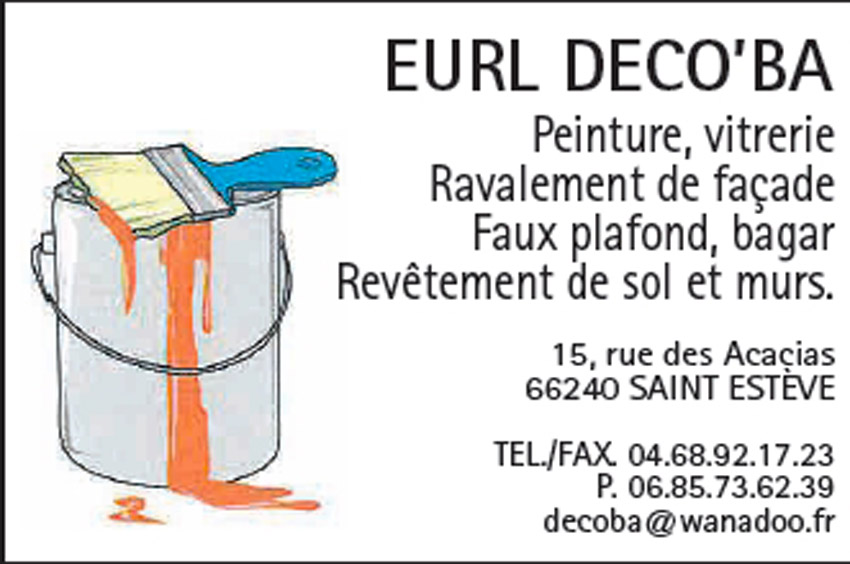 EURL DECO'BA
Peinture, vitrerie
Ravalement de façade
Faux plafond, bagar
Revêtement de sol et murs.
15, rue des Acacias
66240 SAINT ESTÈVE
TEL./FAX. 04.68.92.17.23
P. 06.85.73.62.39
decoba@wanadoo.fr